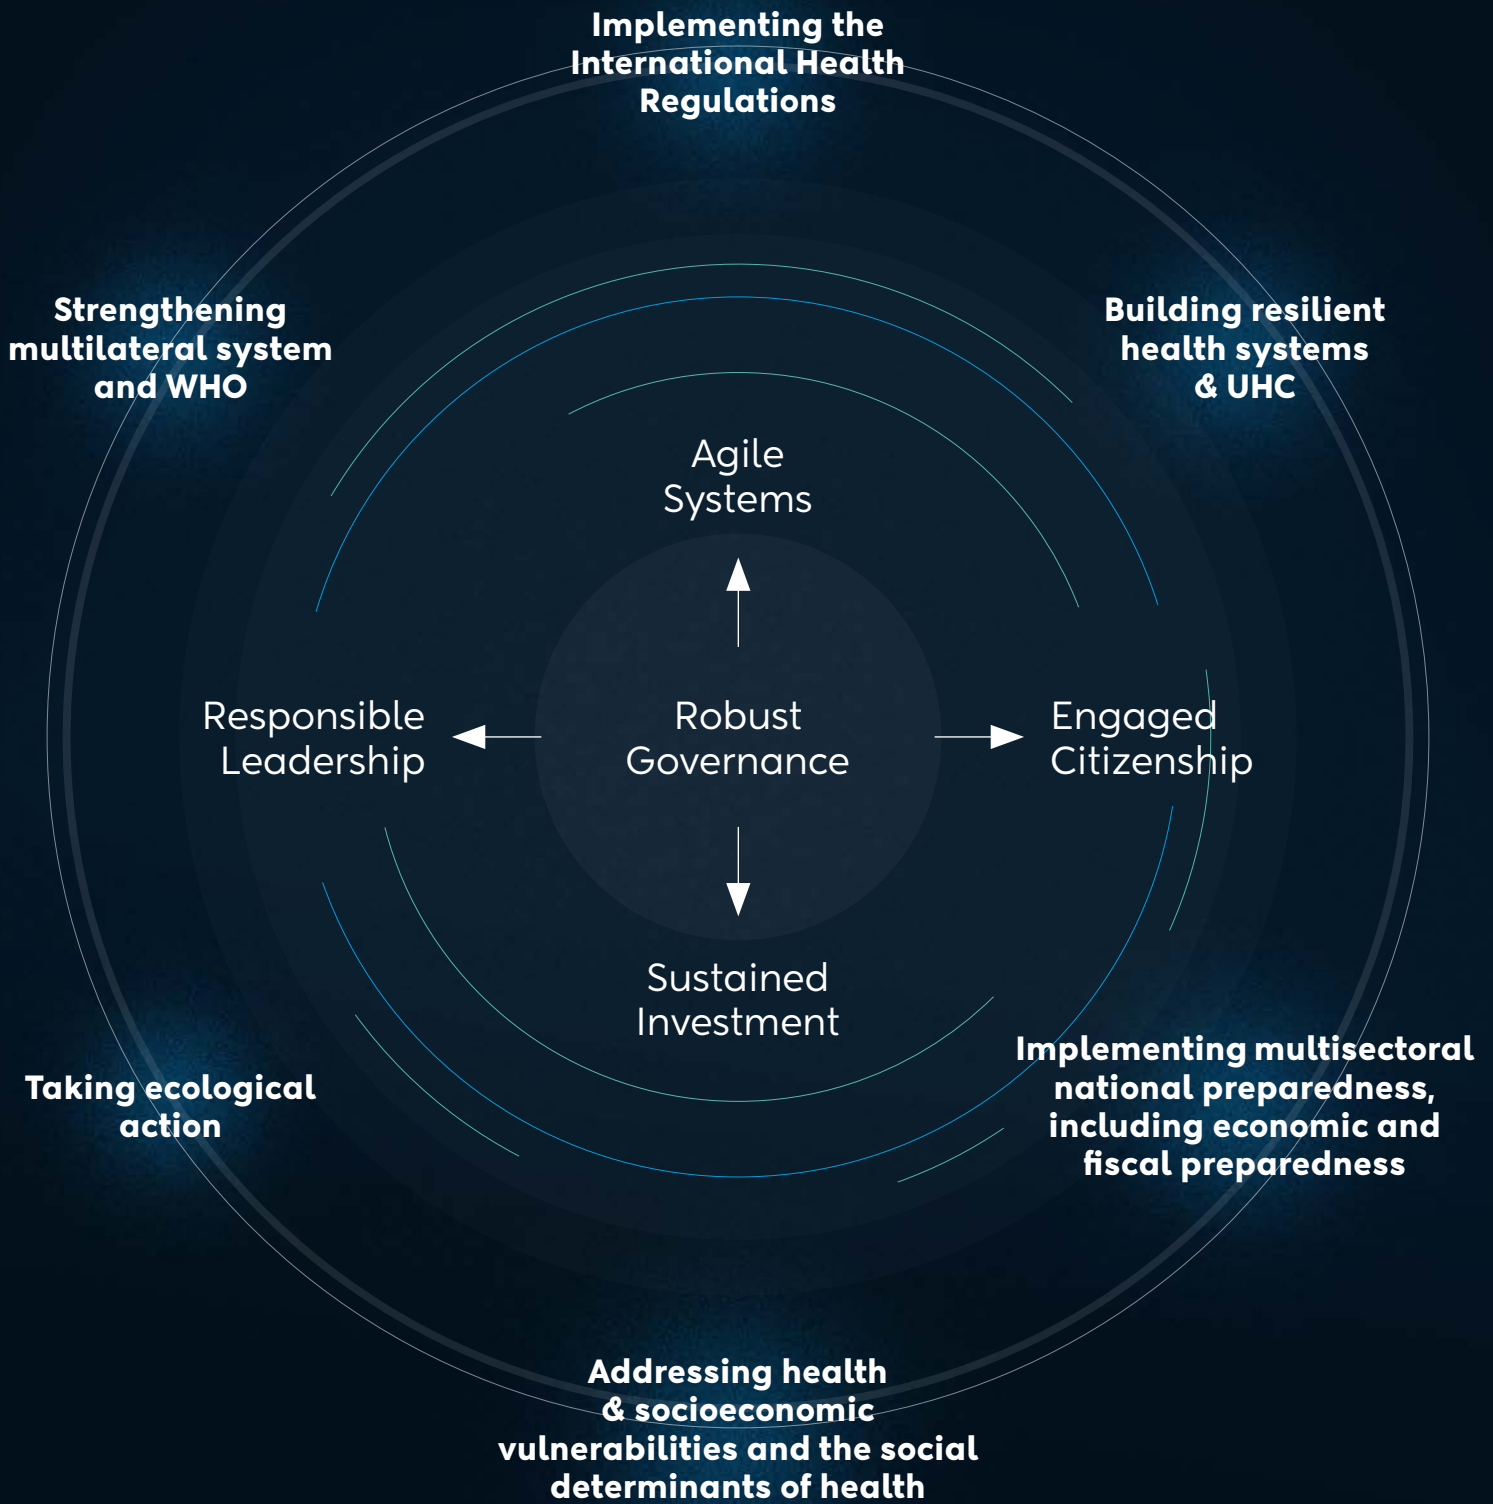 Implementing the
International Health
Regulations
Strengthening
multilateral system
and WHO
Building resilient
health systems
& UHC
Agile
Systems
Responsible
Leadership
Robust
Governance
Engaged
Citizenship
Sustained
Investment
Taking ecological
action
Implementing multisectoral
national preparedness,
including economic and
fiscal preparedness
Addressing health
& socioeconomic
vulnerabilities and the social
determinants of health